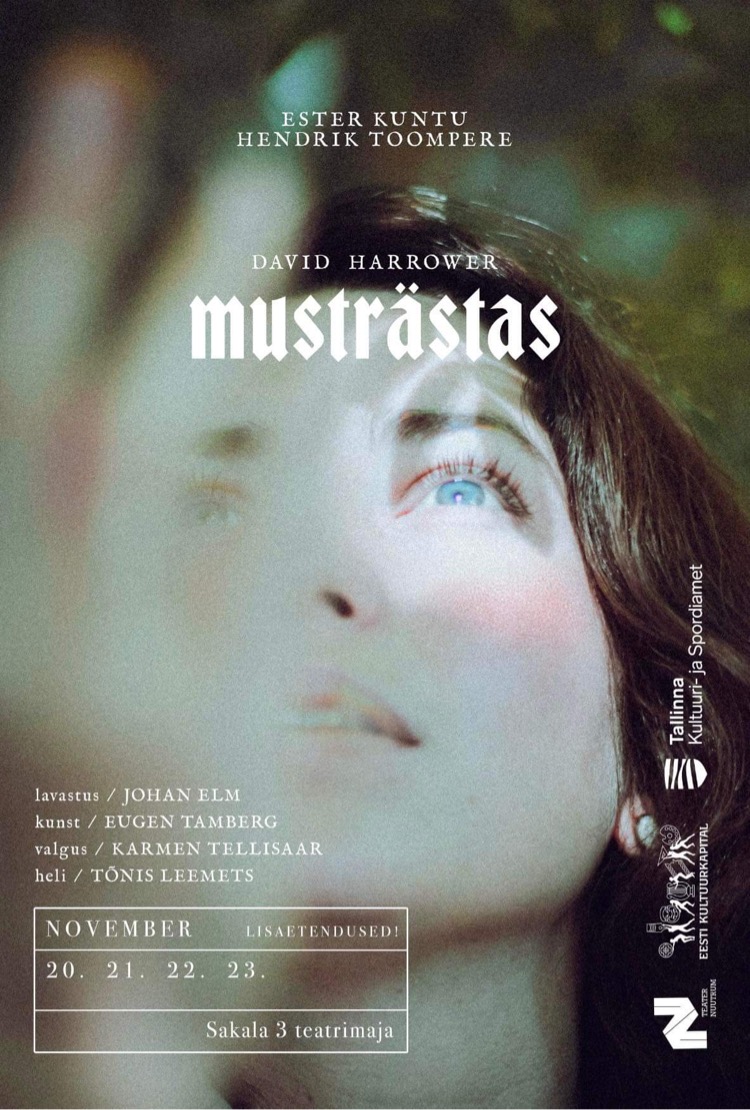 ESTER KUNTU
HENDRIK TOOMPERE
DAVID HARROWER
musträstas
lavastus / JOHAN ELM
kunst / EUGEN TAMBERG
valgus / KARMEN TELLISAAR
heli / TÕNIS LEEMETS
NOVEMBER LISAETENDUSED!
20. 21. 22. 23.
Sakala 3 teatrimaja
Tallinna
Kultuuri- ja Spordiamet
EESTI KULTUURKAPITAL
TEATER
NUUTRUM